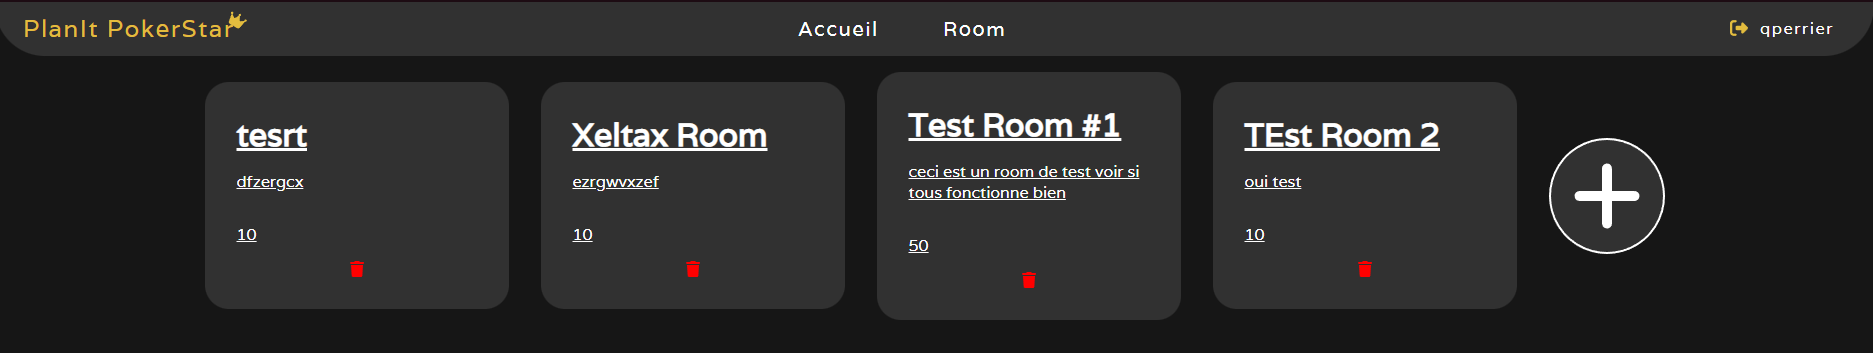 PlanIt PokerStar
Accueil
Room
qperrier
tesrt
dfzergcx
10
Xeltax Room
ezrgwvxzef
10
Test Room #1
ceci est un room de test voir si
tous fonctionne bien
50
TEst Room 2
oui test
10